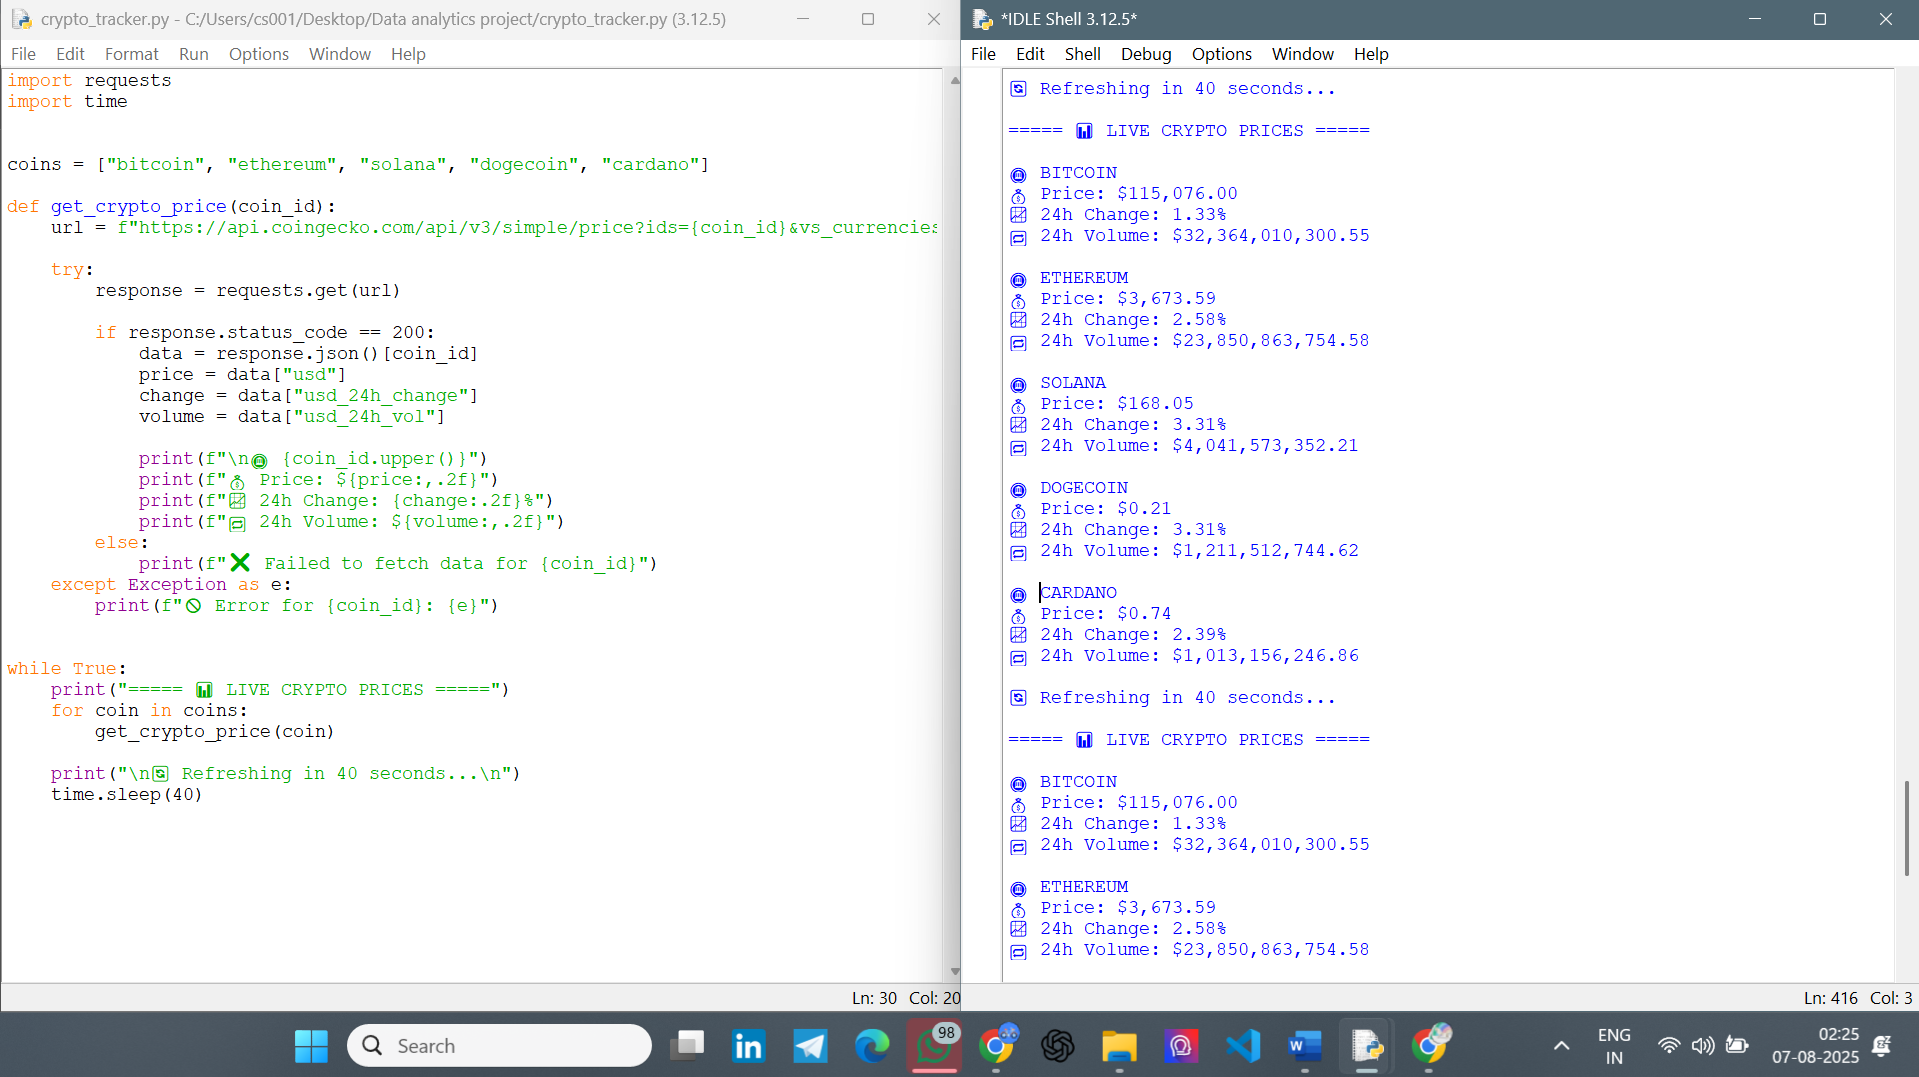 crypto_tracker.py - C:/Users/cs001/Desktop/Data analytics project/crypto_tracker.py (3.12.5)
File Edit Format Run Options Window Help
import requests
import time
coins = ["bitcoin", "ethereum", "solana", "dogecoin", "cardano"]
def get_crypto_price(coin_id):
    url = f"https://api.coingecko.com/api/v3/simple/price?ids={coin_id}&vs_currencies
    try:
        response = requests.get(url)
        if response.status_code == 200:
            data = response.json()[coin_id]
            price = data["usd"]
            change = data["usd_24h_change"]
            volume = data["usd_24h_vol"]
            print(f"\n🪙 {coin_id.upper()}")
            print(f"💰 Price: ${price:,.2f}")
            print(f"📈 24h Change: {change:.2f}%")
            print(f"🔁 24h Volume: ${volume:,.2f}")
        else:
            print(f"❌ Failed to fetch data for {coin_id}")
    except Exception as e:
        print(f"🚫 Error for {coin_id}: {e}")
while True:
    print("===== 📊 LIVE CRYPTO PRICES =====")
    for coin in coins:
        get_crypto_price(coin)
    print("\n🔄 Refreshing in 40 seconds...\n")
    time.sleep(40)
Ln: 30 Col: 20
*IDLE Shell 3.12.5*
File Edit Shell Debug Options Window Help
🔄 Refreshing in 40 seconds...
===== 📊 LIVE CRYPTO PRICES =====
🪙 BITCOIN
💰 Price: $115,076.00
📈 24h Change: 1.33%
🔁 24h Volume: $32,364,010,300.55
🪙 ETHEREUM
💰 Price: $3,673.59
📈 24h Change: 2.58%
🔁 24h Volume: $23,850,863,754.58
🪙 SOLANA
💰 Price: $168.05
📈 24h Change: 3.31%
🔁 24h Volume: $4,041,573,352.21
🪙 DOGECOIN
💰 Price: $0.21
📈 24h Change: 3.31%
🔁 24h Volume: $1,211,512,744.62
🪙 CARDANO
💰 Price: $0.74
📈 24h Change: 2.39%
🔁 24h Volume: $1,013,156,246.86
🔄 Refreshing in 40 seconds...
===== 📊 LIVE CRYPTO PRICES =====
🪙 BITCOIN
💰 Price: $115,076.00
📈 24h Change: 1.33%
🔁 24h Volume: $32,364,010,300.55
🪙 ETHEREUM
💰 Price: $3,673.59
📈 24h Change: 2.58%
🔁 24h Volume: $23,850,863,754.58
Ln: 416 Col: 3
Search
98
ENG
IN
02:25
07-08-2025